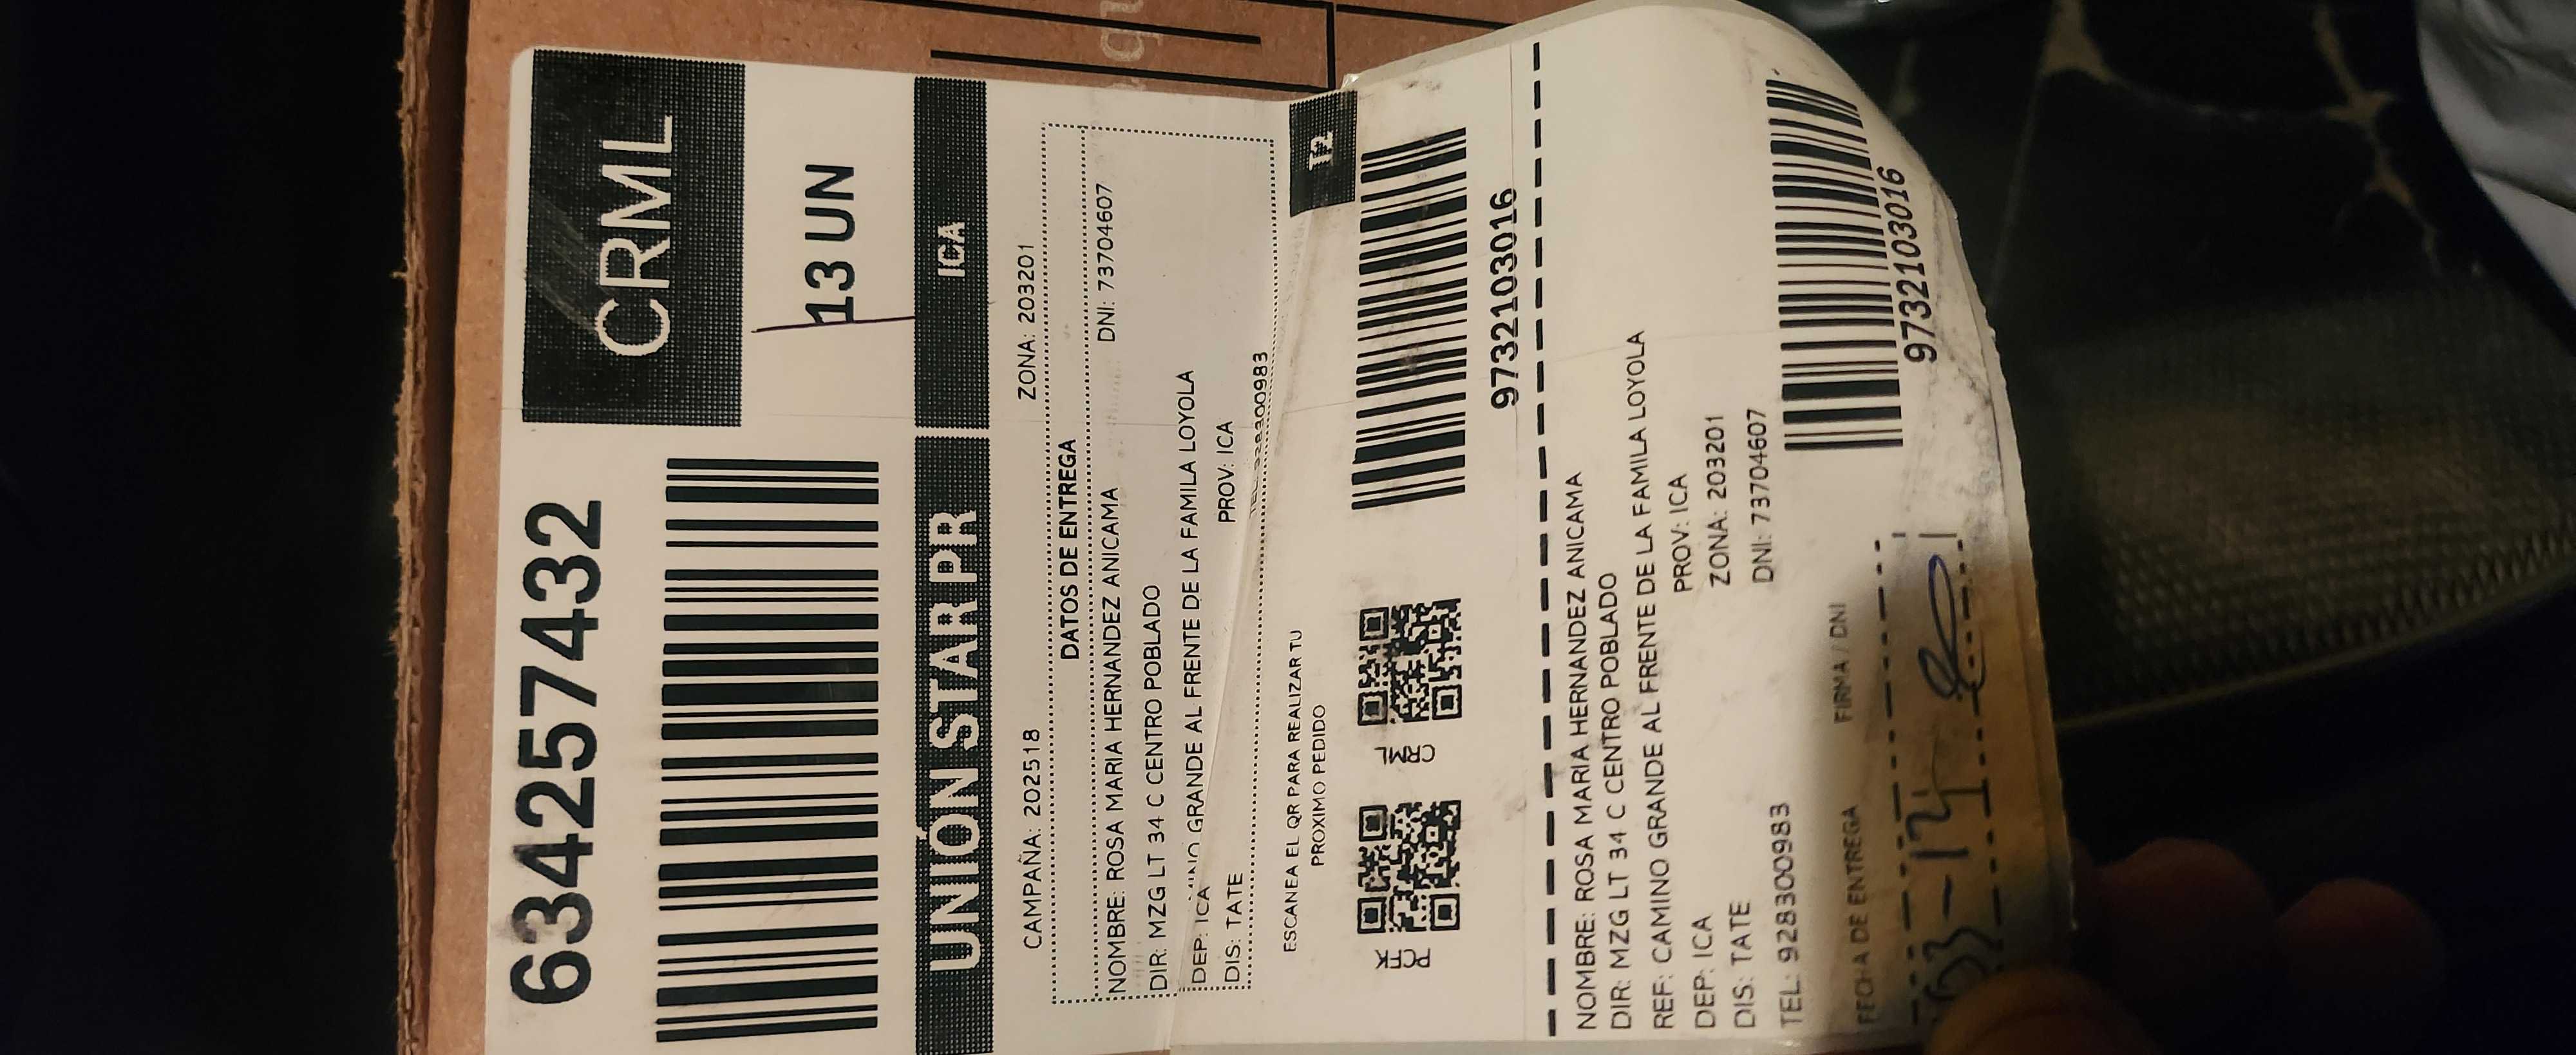 6342257432
CRML
13 UN
UNIÓN STAR PR
ICA
CAMPAÑA: 202518 ZONA: 203201
DATOS DE ENTREGA
NOMBRE: ROSA MARIA HERNANDEZ ANICAMA DNI: 73704607
DIR: MZG LT 34 C CENTRO POBLADO
GRANDE AL FRENTE DE LA FAMILA LOYOLA
DEP: ICA PROV: ICA
DIS: TATE
ESCANEA EL QR PARA REALIZAR TU
PROXIMO PEDIDO
PCFK
CRML
9732103016
NOMBRE: ROSA MARIA HERNANDEZ ANICAMA
DIR: MZG LT 34 C CENTRO POBLADO
REF: CAMINO GRANDE AL FRENTE DE LA FAMILA LOYOLA
DEP: ICA PROV: ICA
DIS: TATE ZONA: 203201
TEL: 928300983 DNI: 73704607
9732103016
FECHA DE ENTREGA FIRMA / DNI